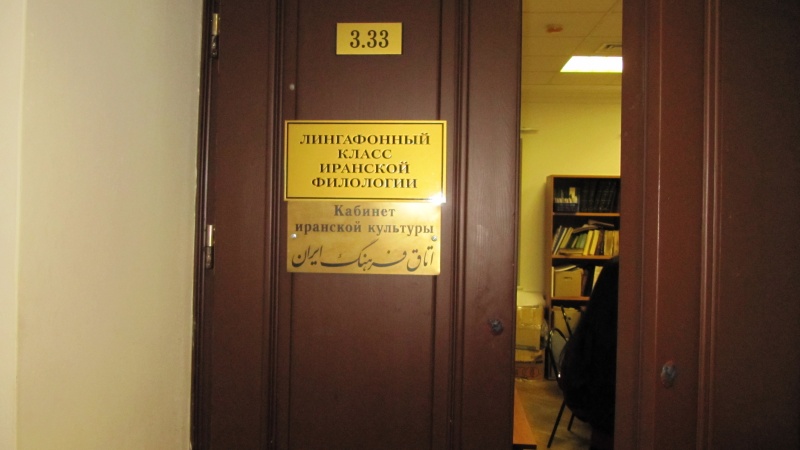 3.33
ЛИНГАФОННЫЙ
КЛАСС
ИРАНСКОЙ
ФИЛОЛОГИИ
Кабинет
иранской культуры
اتاق فرهنگ ایران